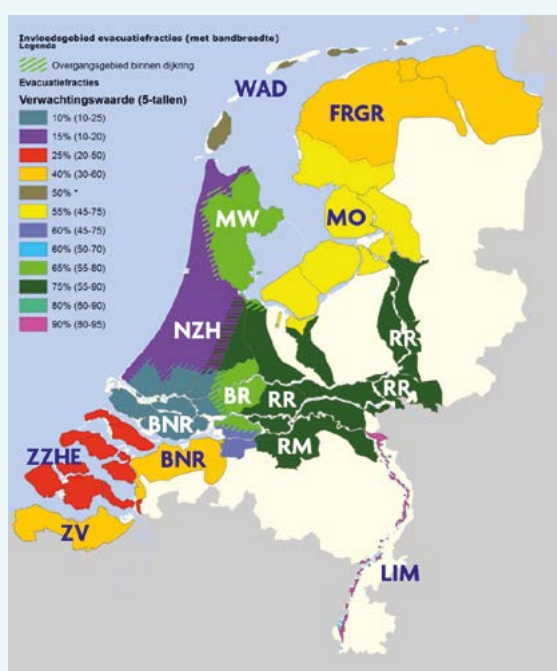 Invloedsgebied evacuatiefracties (met bandbreedte)
Legenda
Overgangsgebied binnen dijkring
Evacuatiefracties
Verwachtingswaarde (5-tallen)
10% (10-25)
15% (10-20)
25% (20-50)
40% (30-60)
50% *
55% (45-75)
60% (45-75)
60% (50-70)
65% (55-80)
75% (55-90)
80% (80-90)
90% (80-95)
WAD
FRGR
MW
MO
NZH
RR
BR
RR
RR
BNR
RM
ZZHE
BNR
ZV
LIM